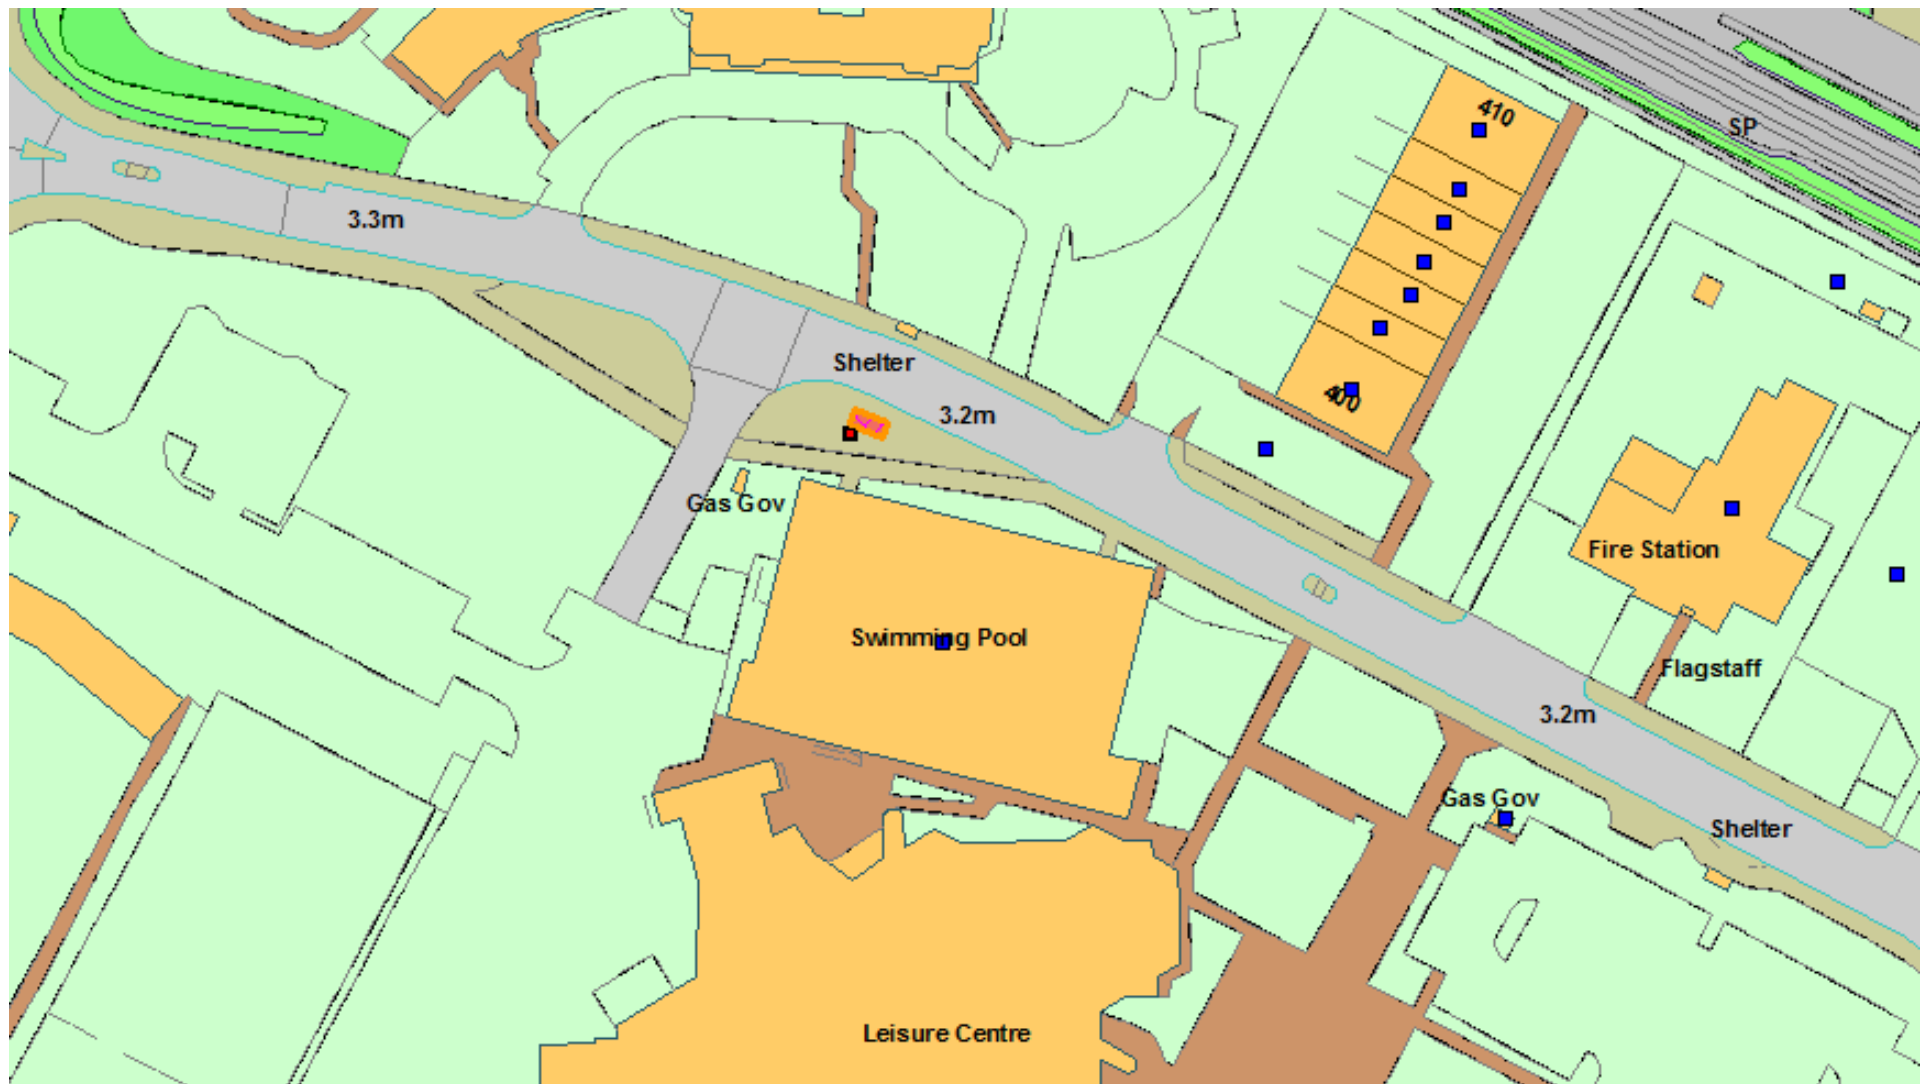 410
SP
3.3m
Shelter
400
3.2m
Gas Gov
Fire Station
Swimming Pool
Flagstaff
3.2m
Gas Gov
Shelter
Leisure Centre